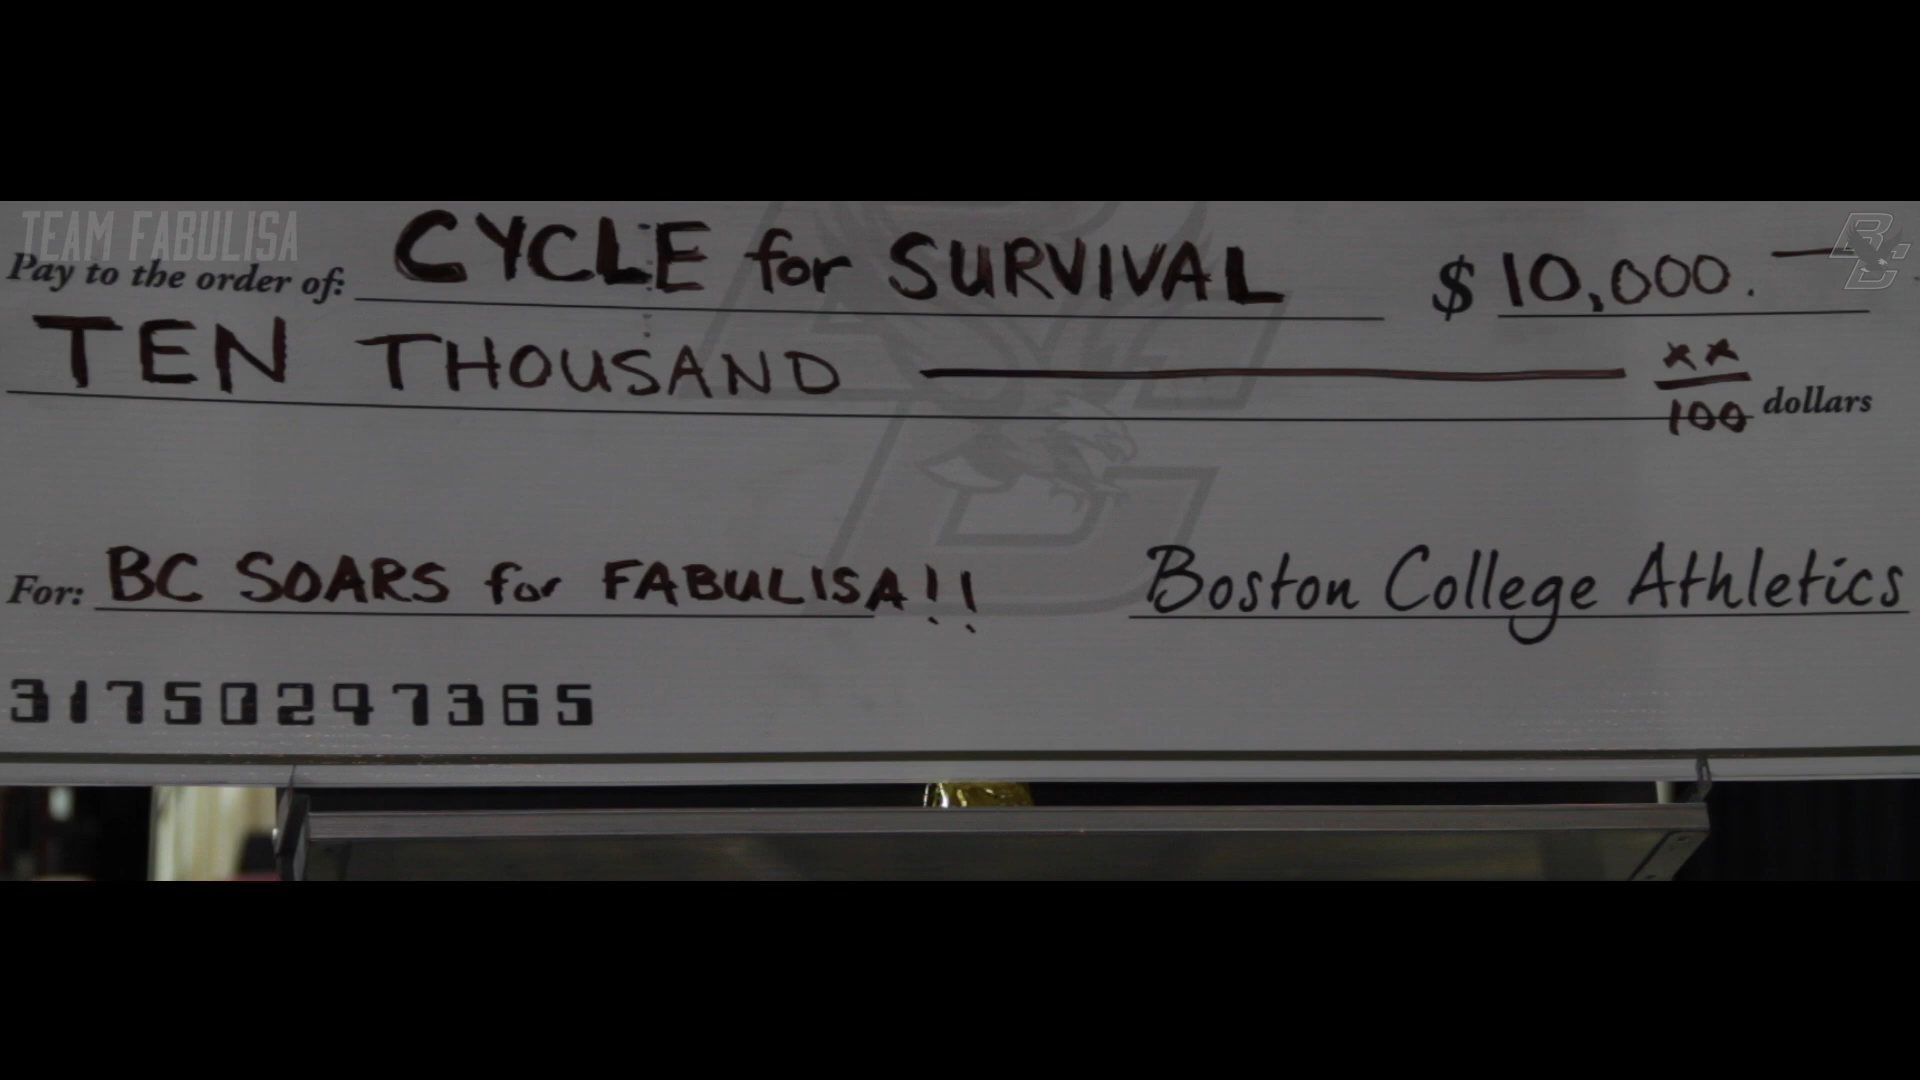 TEAM FABULISA
Pay to the order of: CYCLE for SURVIVAL $ 10,000. —
TEN THOUSAND — xx/100 dollars
For: BC SOARS for FABULISA!! Boston College Athletics
31750297365
BC